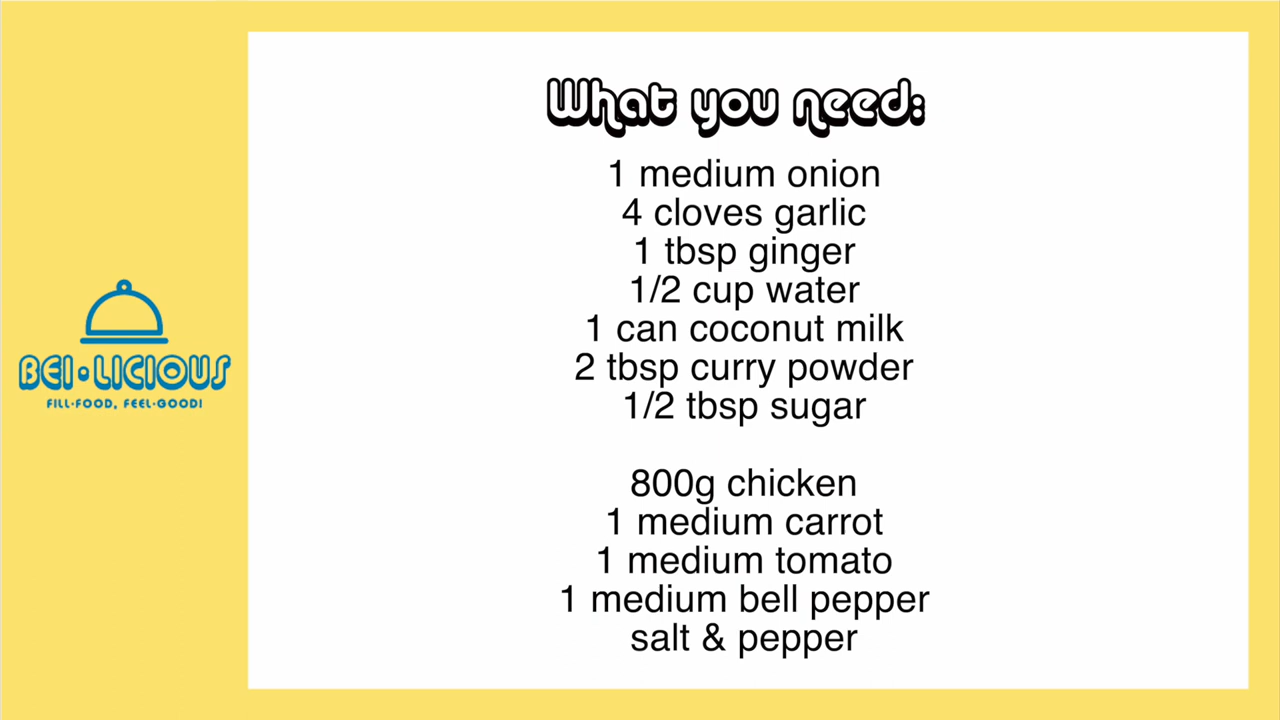 What you need:
1 medium onion
4 cloves garlic
1 tbsp ginger
1/2 cup water
1 can coconut milk
2 tbsp curry powder
1/2 tbsp sugar
800g chicken
1 medium carrot
1 medium tomato
1 medium bell pepper
salt & pepper
BEI•LICIOUS
FILL-FOOD, FEEL-GOOD!